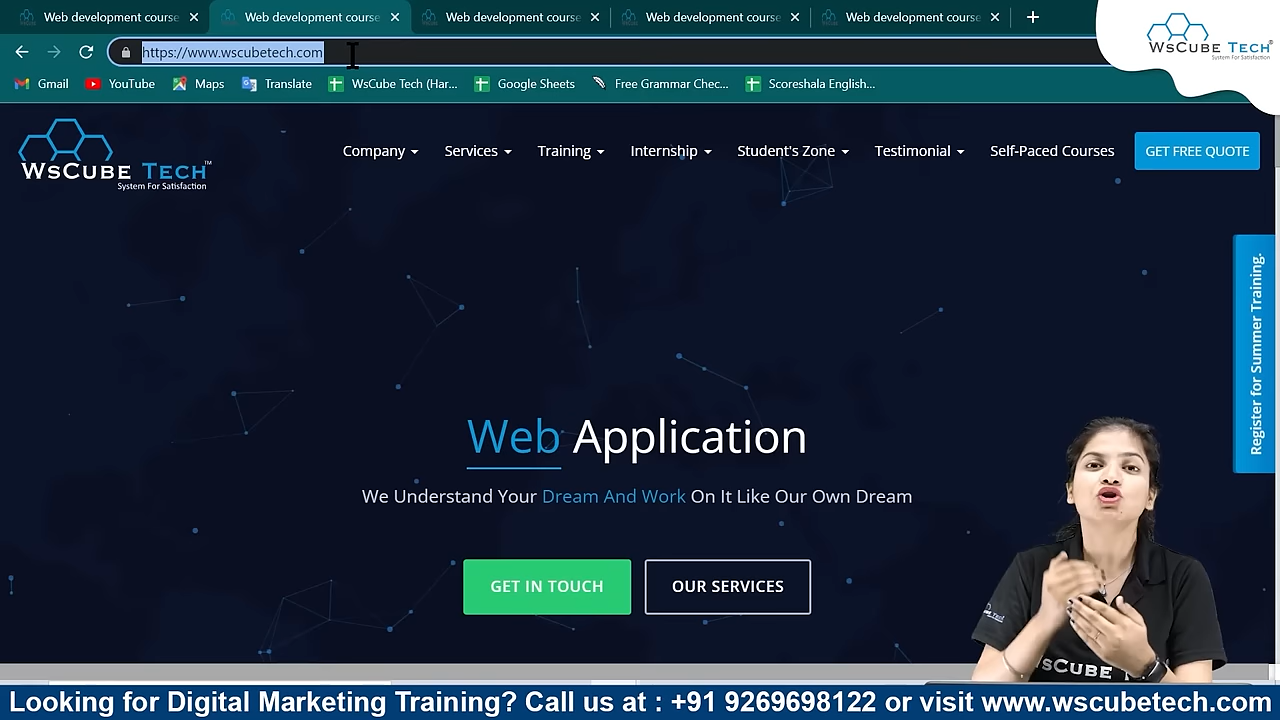 Web development course
Web development course
Web development course
Web development course
Web development course
WsCube Tech
System For Satisfaction
https://www.wscubetech.com
Gmail
YouTube
Maps
Translate
WsCube Tech (Har...
Google Sheets
Free Grammar Chec...
Scoreshala English...
WsCube Tech™
System For Satisfaction
Company
Services
Training
Internship
Student's Zone
Testimonial
Self-Paced Courses
GET FREE QUOTE
Register for Summer Training.
Web Application
We Understand Your Dream And Work On It Like Our Own Dream
GET IN TOUCH
OUR SERVICES
Looking for Digital Marketing Training? Call us at : +91 9269698122 or visit www.wscubetech.com